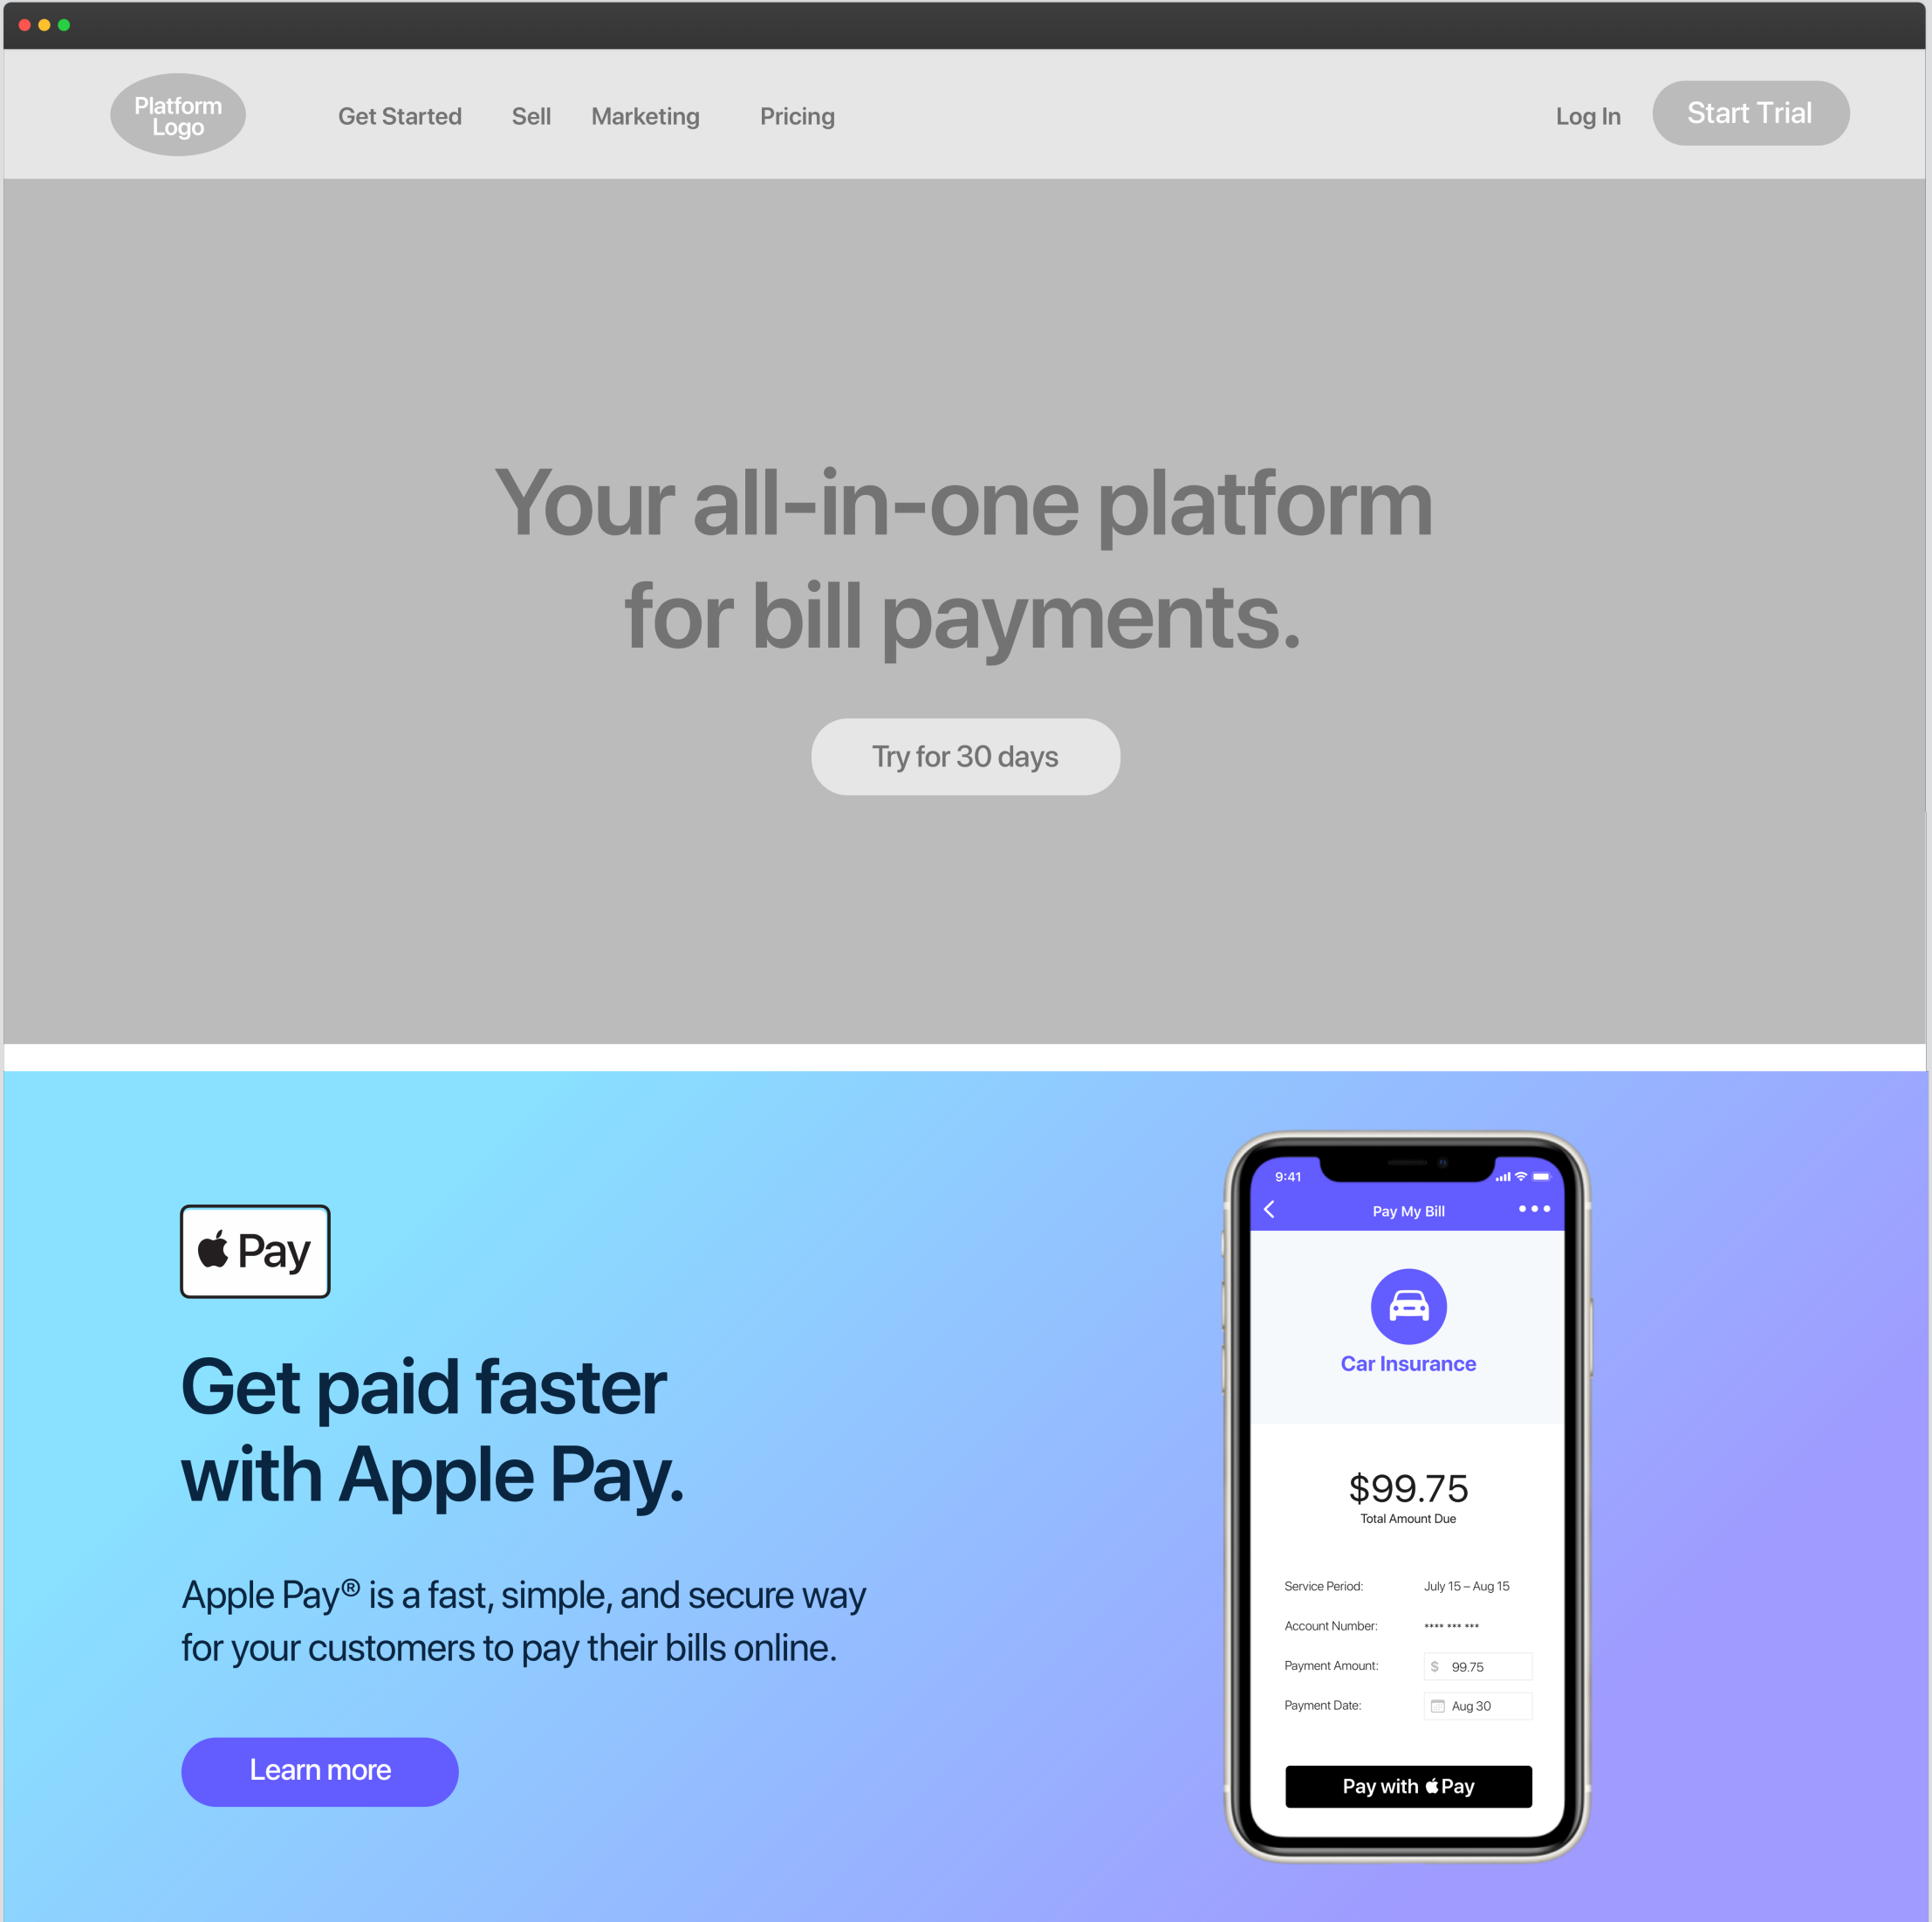 Platform
Logo
Get Started Sell Marketing Pricing Log In Start Trial
Your all-in-one platform
for bill payments.
Try for 30 days
Pay
Get paid faster
with Apple Pay.
Apple Pay® is a fast, simple, and secure way
for your customers to pay their bills online.
Learn more
9:41
Pay My Bill
Car Insurance
$99.75
Total Amount Due
Service Period: July 15 – Aug 15
Account Number: **** *** ***
Payment Amount: $ 99.75
Payment Date: Aug 30
Pay with Pay